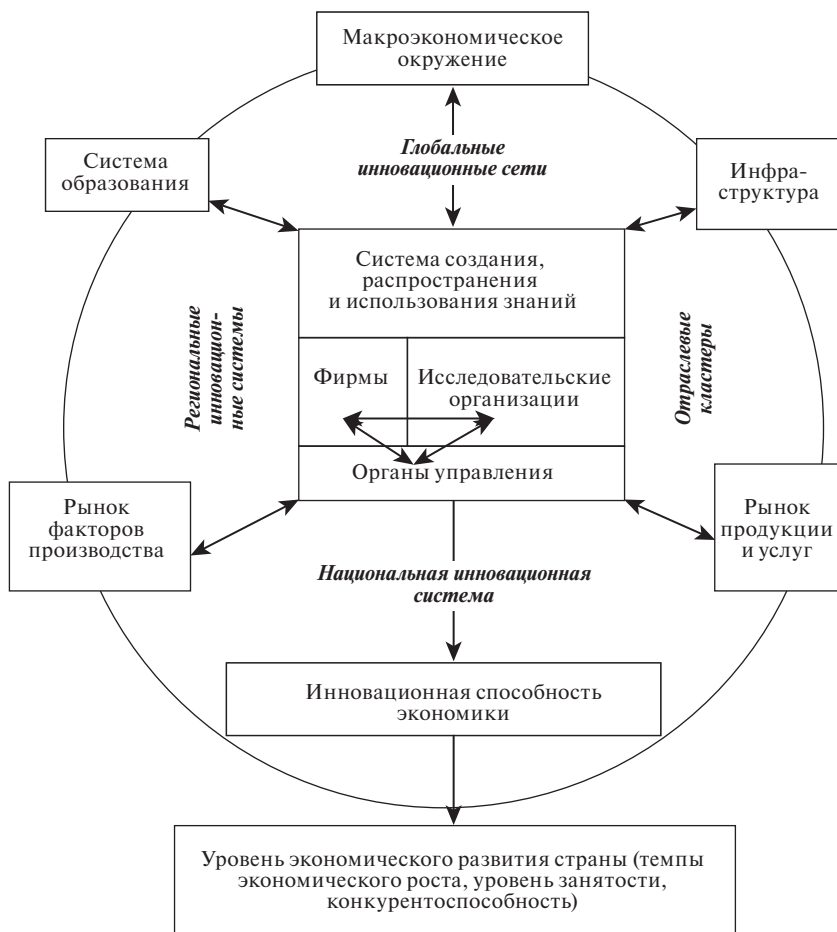 Макроэкономическое
окружение
Система
образования
Глобальные
инновационные сети
Инфра-
структура
Система создания,
распространения
и использования знаний
Региональные
инновацион-
ные системы
Фирмы
Исследовательские
организации
Отраслевые
кластеры
Органы управления
Рынок
факторов
производства
Рынок
продукции
и услуг
Национальная инновационная
система
Инновационная способность
экономики
Уровень экономического развития страны (темпы
экономического роста, уровень занятости,
конкурентоспособность)